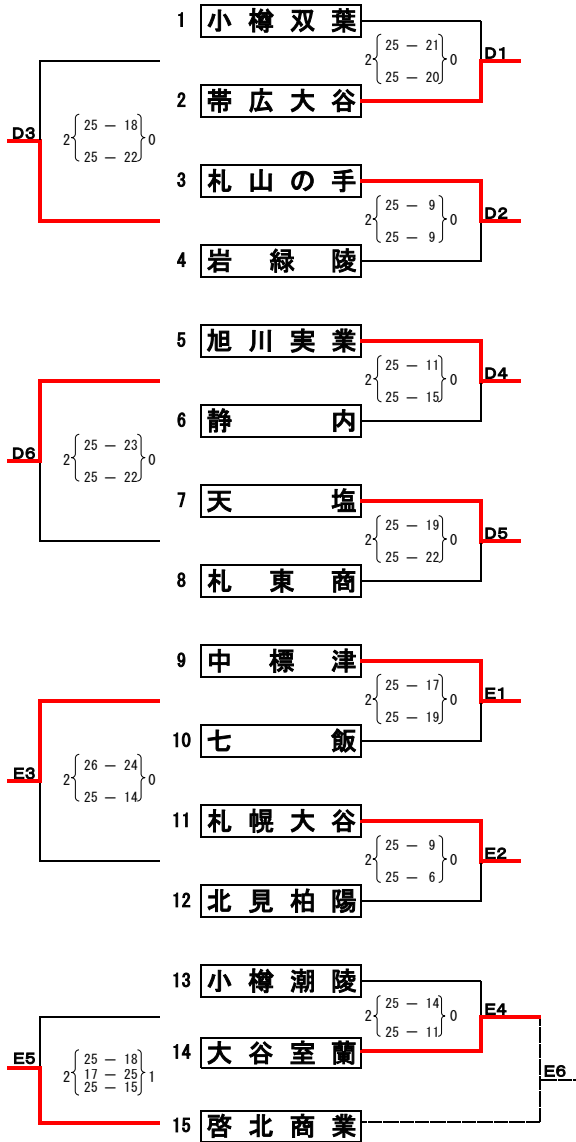 1 小樽双葉
2 25 － 21 0 D1
25 － 20
2 帯広大谷
D3 2 25 － 18 0
25 － 22
3 札山の手
2 25 － 9 0 D2
25 － 9
4 岩緑陵
5 旭川実業
2 25 － 11 0 D4
25 － 15
6 静内
D6 2 25 － 23 0
25 － 22
7 天塩
2 25 － 19 0 D5
25 － 22
8 札東商
9 中標津
2 25 － 17 0 E1
25 － 19
10 七飯
E3 2 26 － 24 0
25 － 14
11 札幌大谷
2 25 － 9 0 E2
25 － 6
12 北見柏陽
13 小樽潮陵
2 25 － 14 0 E4
25 － 11
14 大谷室蘭
E5 2 25 － 18 1
17 － 25
25 － 15
E6
15 啓北商業